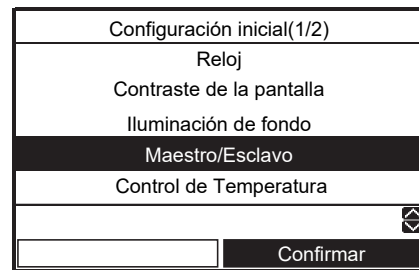 Configuración inicial(1/2)
Reloj
Contraste de la pantalla
Iluminación de fondo
Maestro/Esclavo
Control de Temperatura
Confirmar